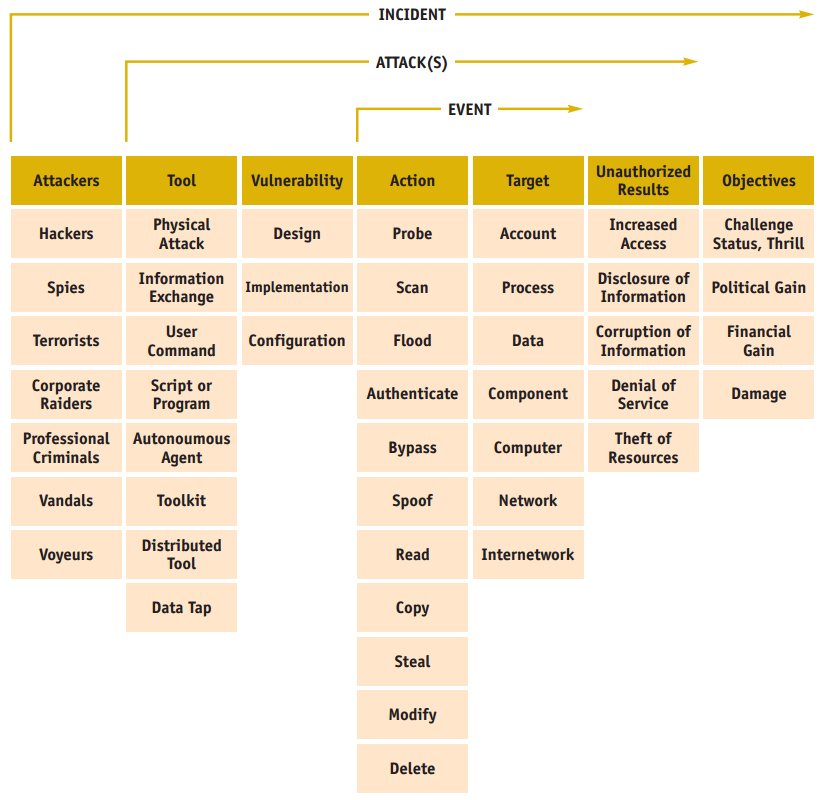 INCIDENT
ATTACK(S)
EVENT
Attackers
Tool
Vulnerability
Action
Target
Unauthorized
Results
Objectives
Hackers
Physical
Attack
Design
Probe
Account
Increased
Access
Challenge
Status, Thrill
Spies
Information
Exchange
Implementation
Scan
Process
Disclosure of
Information
Political Gain
Terrorists
User
Command
Configuration
Flood
Data
Corruption of
Information
Financial
Gain
Corporate
Raiders
Script or
Program
Authenticate
Component
Denial of
Service
Damage
Professional
Criminals
Autonoumous
Agent
Bypass
Computer
Theft of
Resources
Vandals
Toolkit
Spoof
Network
Voyeurs
Distributed
Tool
Read
Internetwork
Data Tap
Copy
Steal
Modify
Delete